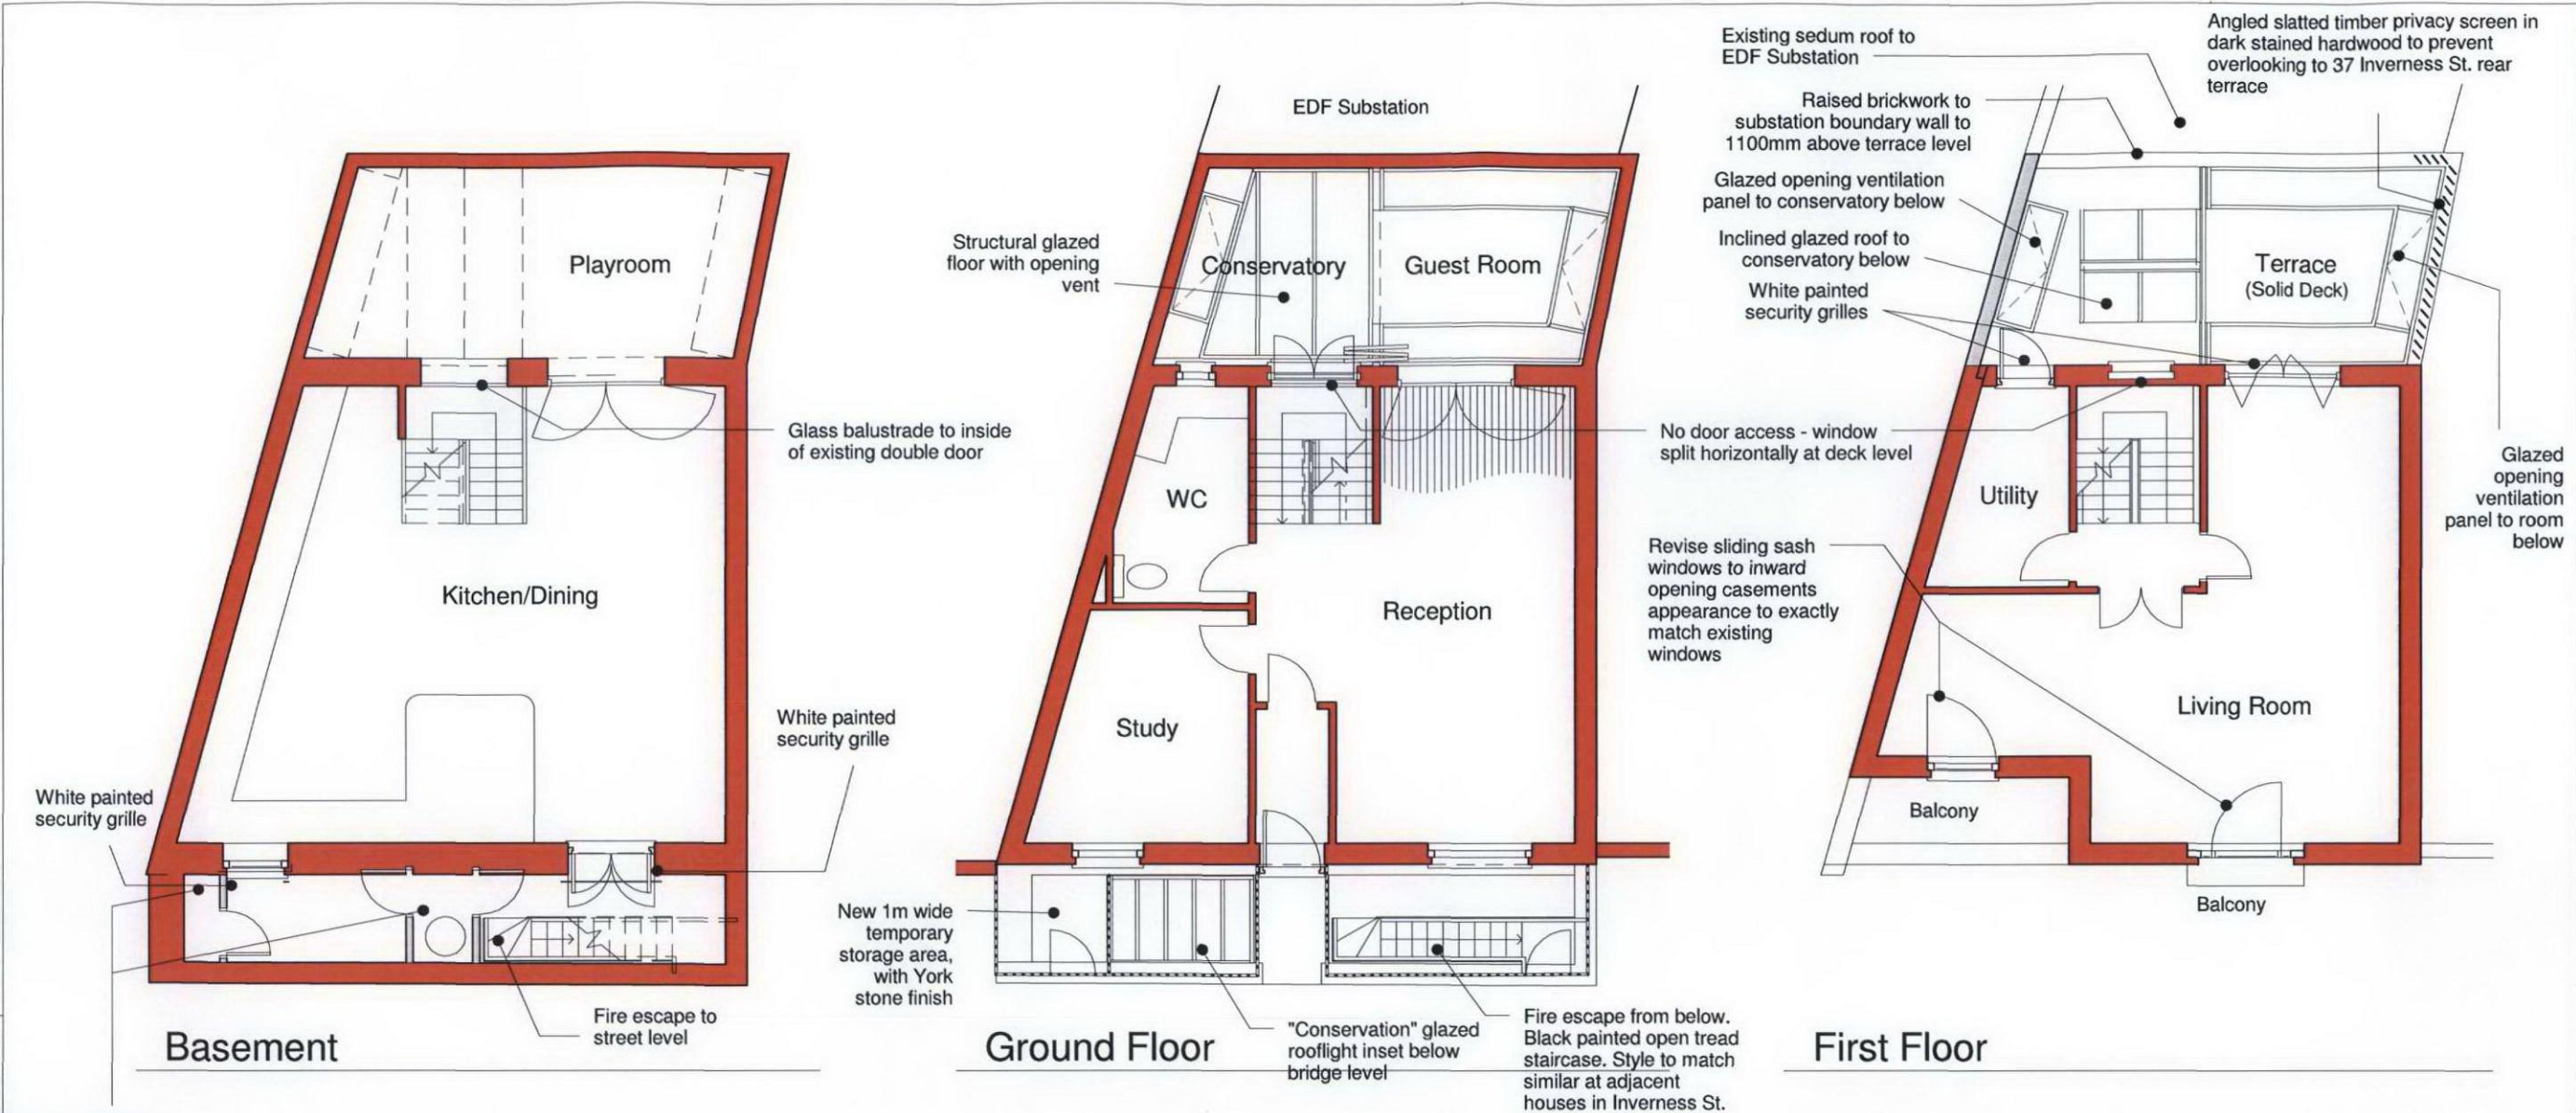 Playroom
Kitchen/Dining
Glass balustrade to inside
of existing double door
White painted
security grille
White painted
security grille
Fire escape to
street level
Basement
EDF Substation
Structural glazed
floor with opening
vent
Conservatory
Guest Room
WC
Reception
Study
New 1m wide
temporary
storage area,
with York
stone finish
"Conservation" glazed
rooflight inset below
bridge level
Fire escape from below.
Black painted open tread
staircase. Style to match
similar at adjacent
houses in Inverness St.
Ground Floor
Existing sedum roof to
EDF Substation
Angled slatted timber privacy screen in
dark stained hardwood to prevent
overlooking to 37 Inverness St. rear
terrace
Raised brickwork to
substation boundary wall to
1100mm above terrace level
Glazed opening ventilation
panel to conservatory below
Inclined glazed roof to
conservatory below
White painted
security grilles
Terrace
(Solid Deck)
No door access - window
split horizontally at deck level
Glazed
opening
ventilation
panel to room
below
Utility
Revise sliding sash
windows to inward
opening casements
appearance to exactly
match existing
windows
Living Room
Balcony
Balcony
First Floor